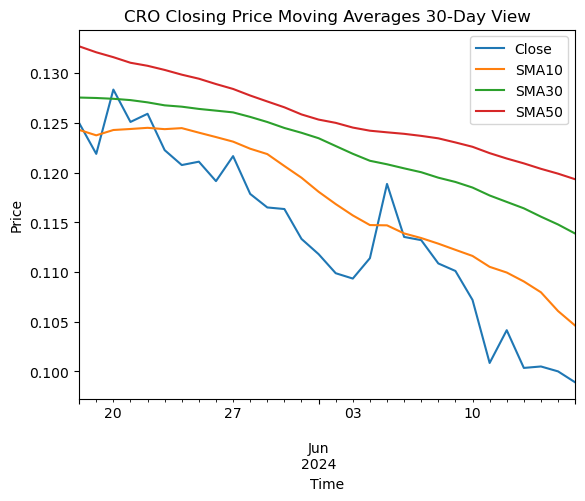 CRO Closing Price Moving Averages 30-Day View
Close
SMA10
SMA30
SMA50
0.130
0.125
0.120
0.115
0.110
0.105
0.100
Price
20
27
03
10
Jun
2024
Time